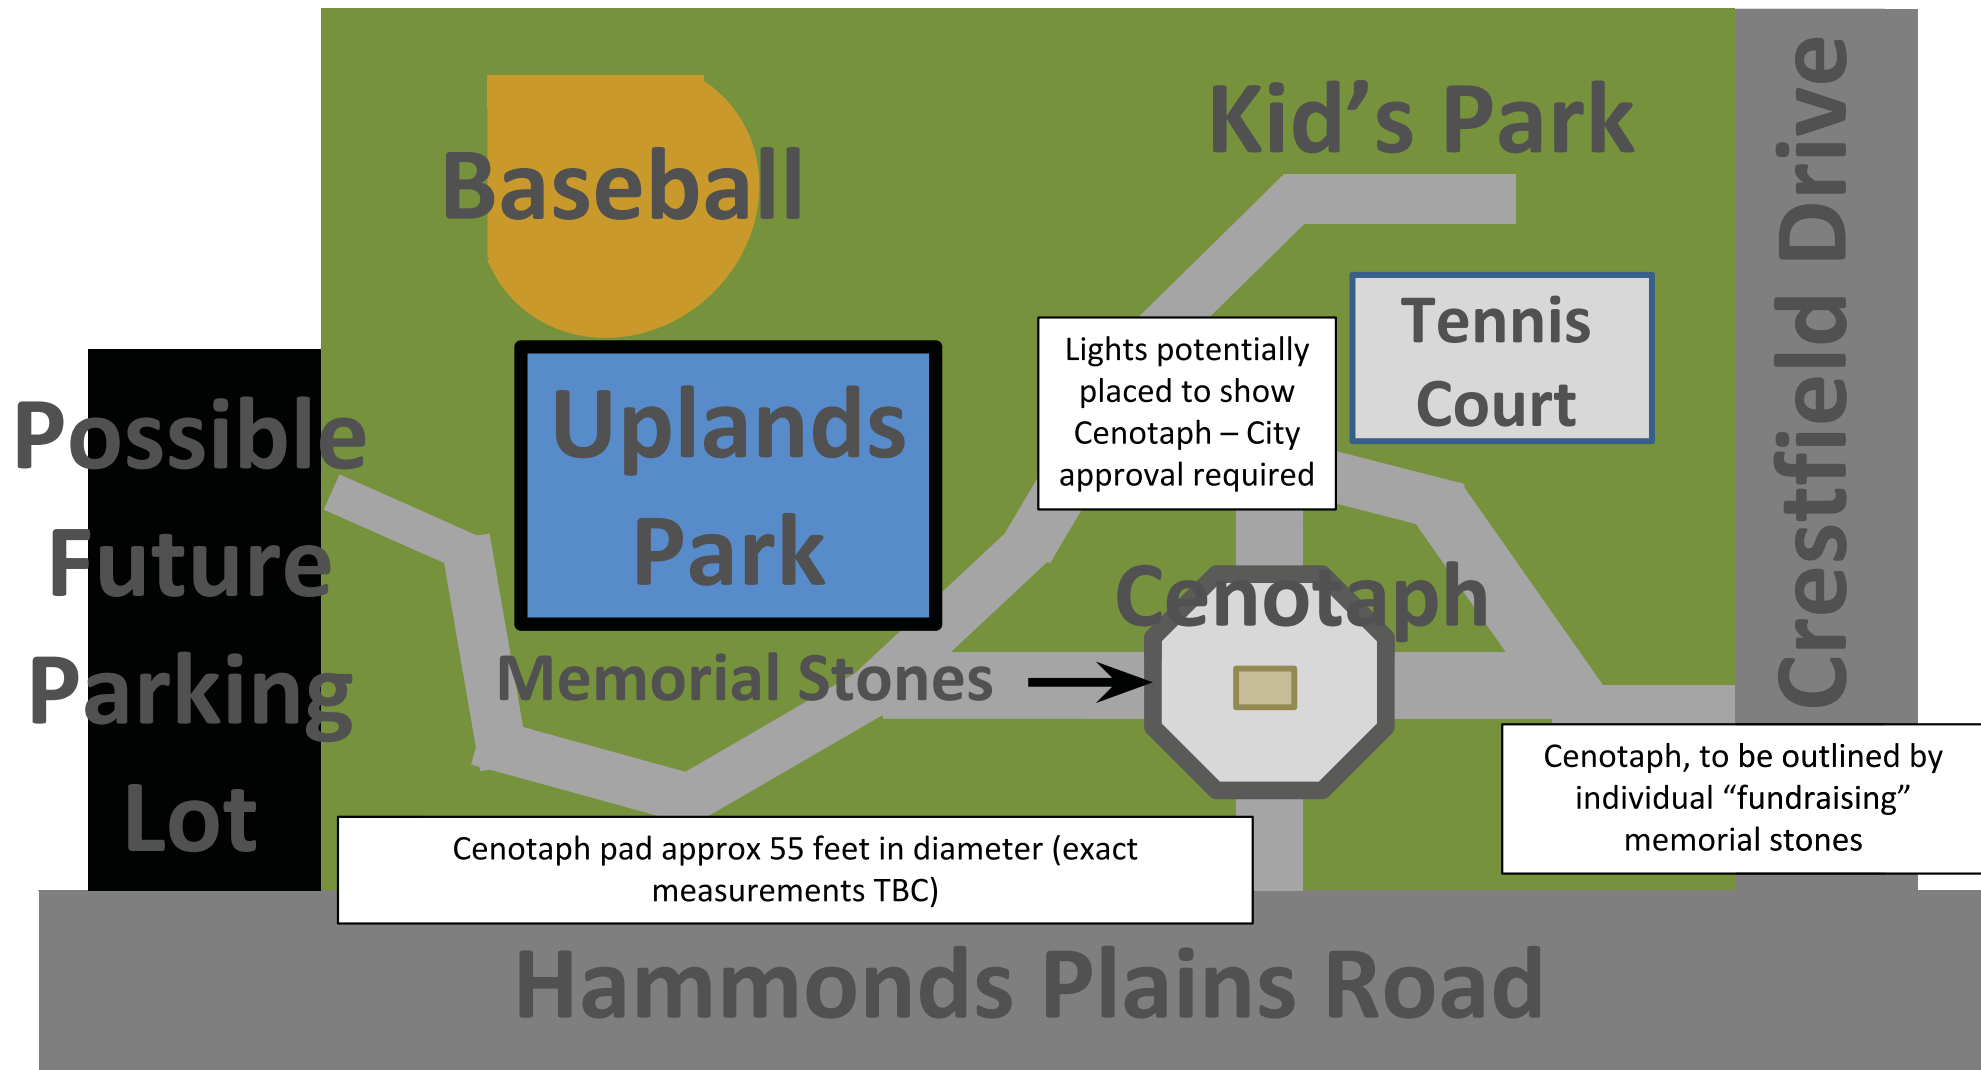 Kid’s Park
Baseball
Crestfield Drive
Tennis
Court
Lights potentially
placed to show
Cenotaph – City
approval required
Uplands
Park
Possible
Future
Parking
Lot
Cenotaph
Memorial Stones
Cenotaph, to be outlined by
individual “fundraising”
memorial stones
Cenotaph pad approx 55 feet in diameter (exact
measurements TBC)
Hammonds Plains Road